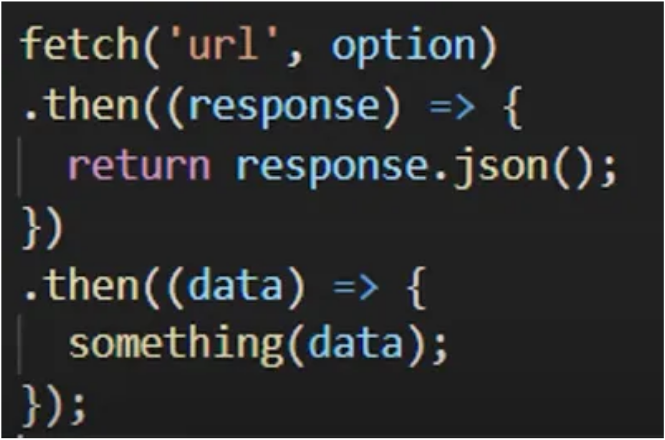 fetch('url', option)
.then((response) => {
  return response.json();
})
.then((data) => {
  something(data);
});